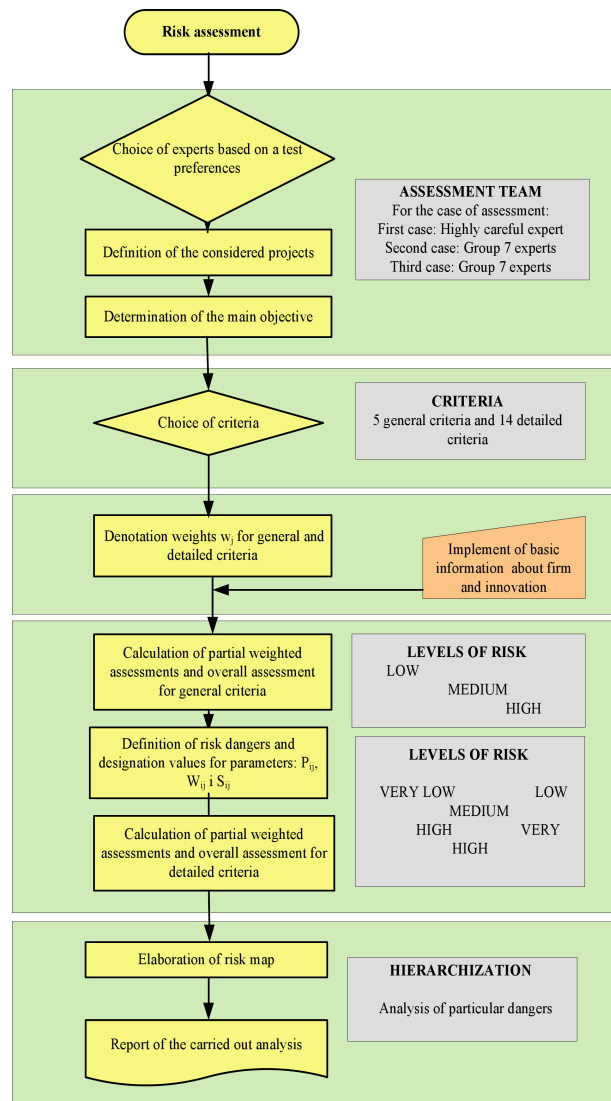 Risk assessment
Choice of experts based on a test
preferences
ASSESSMENT TEAM
For the case of assessment:
First case: Highly careful expert
Second case: Group 7 experts
Third case: Group 7 experts
Definition of the considered projects
Determination of the main objective
Choice of criteria
CRITERIA
5 general criteria and 14 detailed
criteria
Denotation weights wj for general and
detailed criteria
Implement of basic
information about firm
and innovation
Calculation of partial weighted
assessments and overall assessment
for general criteria
LEVELS OF RISK
LOW
MEDIUM
HIGH
Definition of risk dangers and
designation values for parameters: Pij,
Wij i Sij
LEVELS OF RISK
VERY LOW LOW
MEDIUM
HIGH VERY
HIGH
Calculation of partial weighted
assessments and overall assessment for
detailed criteria
Elaboration of risk map
HIERARCHIZATION
Analysis of particular dangers
Report of the carried out analysis